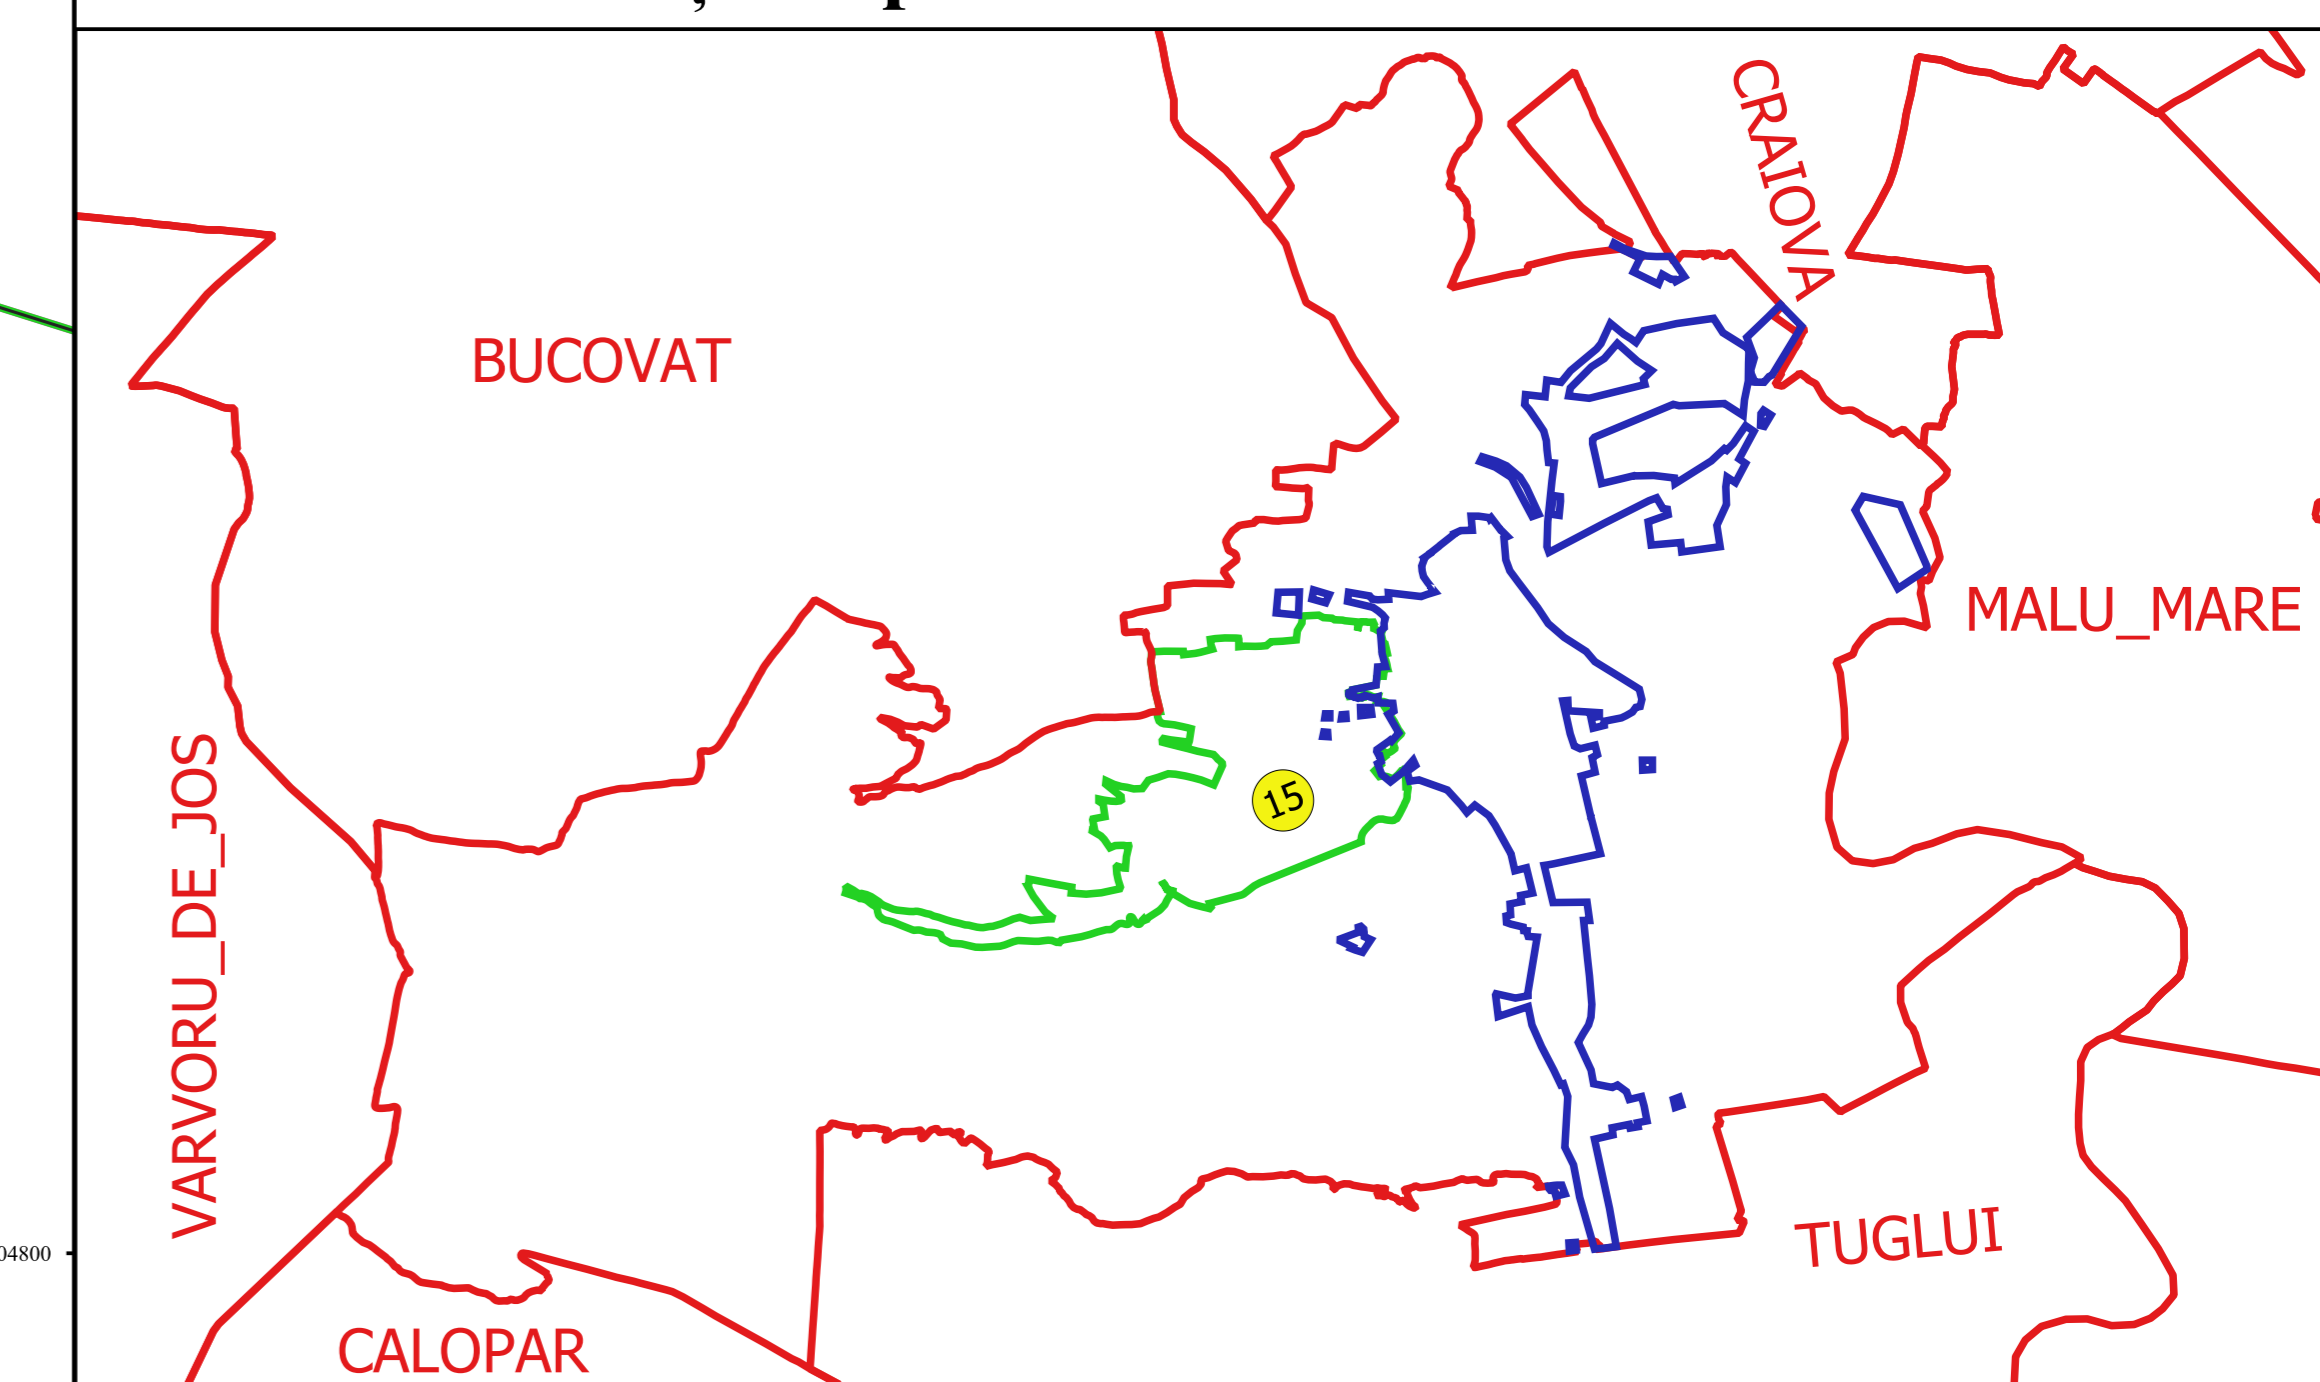 CRAIOVA
BUCOVAT
MALU_MARE
VARVORU_DE_JOS
15
TUGLUI
04800
CALOPAR